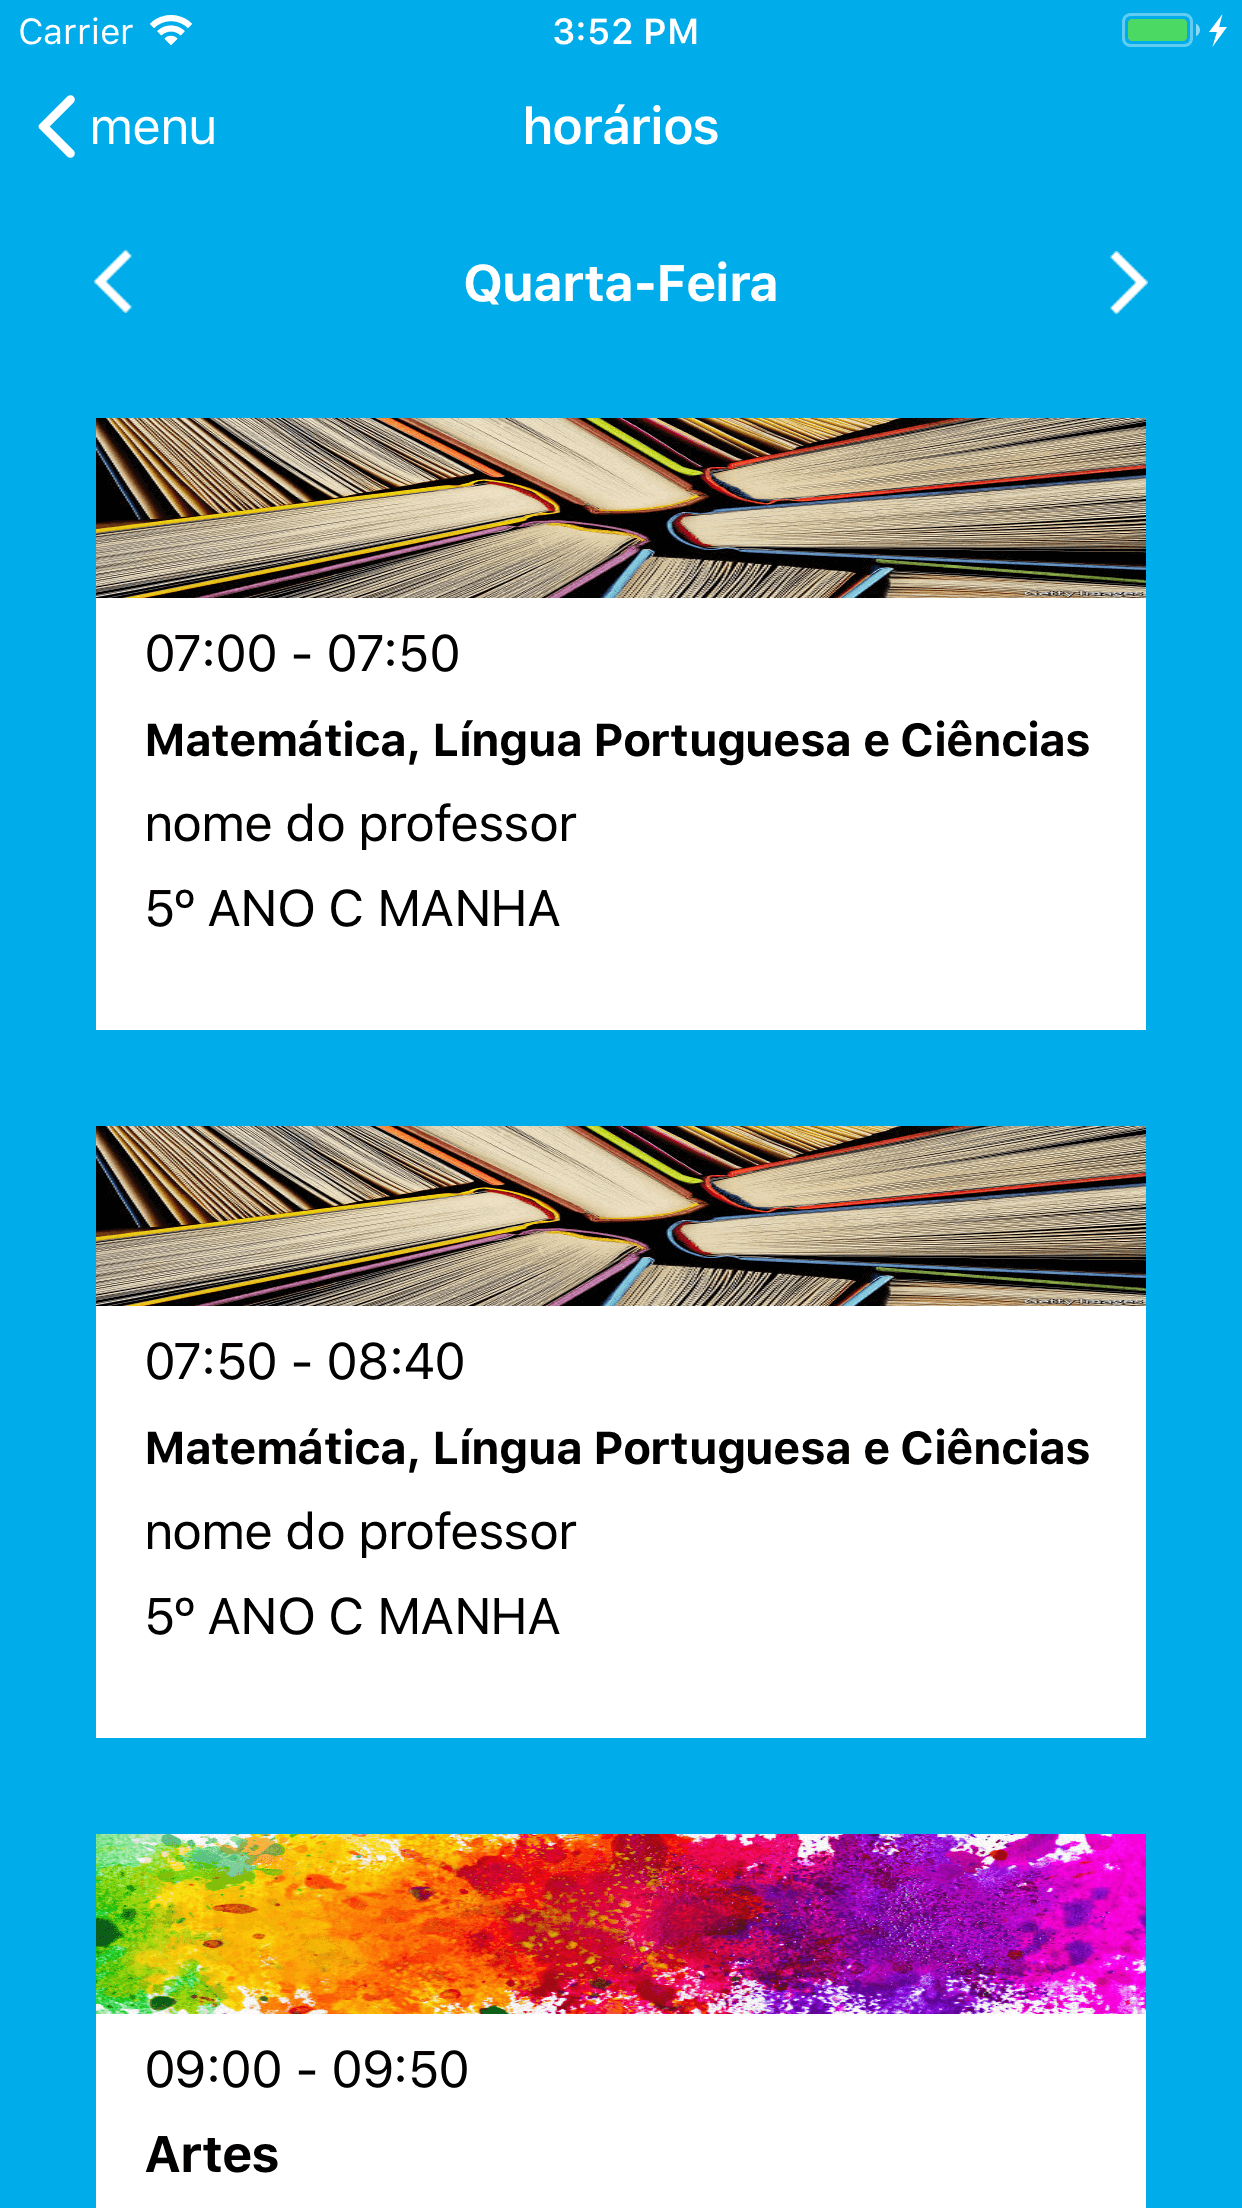 Carrier 3:52 PM
menu horários
Quarta-Feira
07:00 - 07:50
Matemática, Língua Portuguesa e Ciências
nome do professor
5º ANO C MANHA
07:50 - 08:40
Matemática, Língua Portuguesa e Ciências
nome do professor
5º ANO C MANHA
09:00 - 09:50
Artes